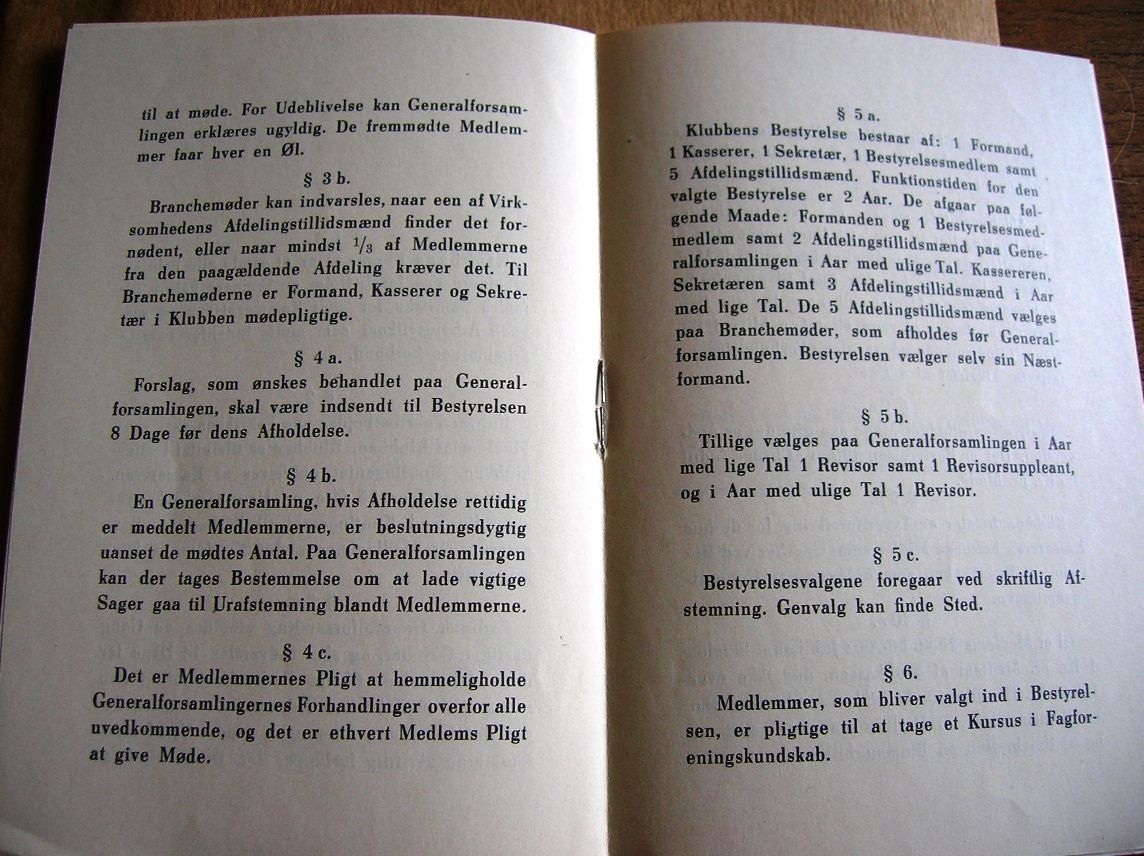 til at møde. For Udeblivelse kan Generalforsam-
lingen erklæres ugyldig. De fremmødte Medlem-
mer faar hver en Øl.
§ 3 b.
Branchemøder kan indvarsles, naar een af Virk-
somhedens Afdelingstillidsmænd finder det for-
nødent, eller naar mindst 1/3 af Medlemmerne
fra den paagældende Afdeling kræver det. Til
Branchemøderne er Formand, Kasserer og Sekre-
tær i Klubben mødepligtige.
§ 4 a.
Forslag, som ønskes behandlet paa General-
forsamlingen, skal være indsendt til Bestyrelsen
8 Dage før dens Afholdelse.
§ 4 b.
En Generalforsamling, hvis Afholdelse rettidig
er meddelt Medlemmerne, er beslutningsdygtig
uanset de mødtes Antal. Paa Generalforsamlingen
kan der tages Bestemmelse om at lade vigtige
Sager gaa til Urafstemning blandt Medlemmerne.
§ 4 c.
Det er Medlemmernes Pligt at hemmeligholde
Generalforsamlingernes Forhandlinger overfor alle
uvedkommende, og det er ethvert Medlems Pligt
at give Møde.
§ 5 a.
Klubbens Bestyrelse bestaar af: 1 Formand,
1 Kasserer, 1 Sekretær, 1 Bestyrelsesmedlem samt
5 Afdelingstillidsmænd. Funktionstiden for den
valgte Bestyrelse er 2 Aar. De afgaar paa føl-
gende Maade: Formanden og 1 Bestyrelsesmed-
medlem samt 2 Afdelingstillidsmænd paa Gene-
ralforsamlingen i Aar med ulige Tal. Kassereren,
Sekretæren samt 3 Afdelingstillidsmænd i Aar
med lige Tal. De 5 Afdelingstillidsmænd vælges
paa Branchemøder, som afholdes før General-
forsamlingen. Bestyrelsen vælger selv sin Næst-
formand.
§ 5 b.
Tillige vælges paa Generalforsamlingen i Aar
med lige Tal 1 Revisor samt 1 Revisorsuppleant,
og i Aar med ulige Tal 1 Revisor.
§ 5 c.
Bestyrelsesvalgene foregaar ved skriftlig Af-
stemning. Genvalg kan finde Sted.
§ 6.
Medlemmer, som bliver valgt ind i Bestyrel-
sen, er pligtige til at tage et Kursus i Fagfor-
eningskundskab.